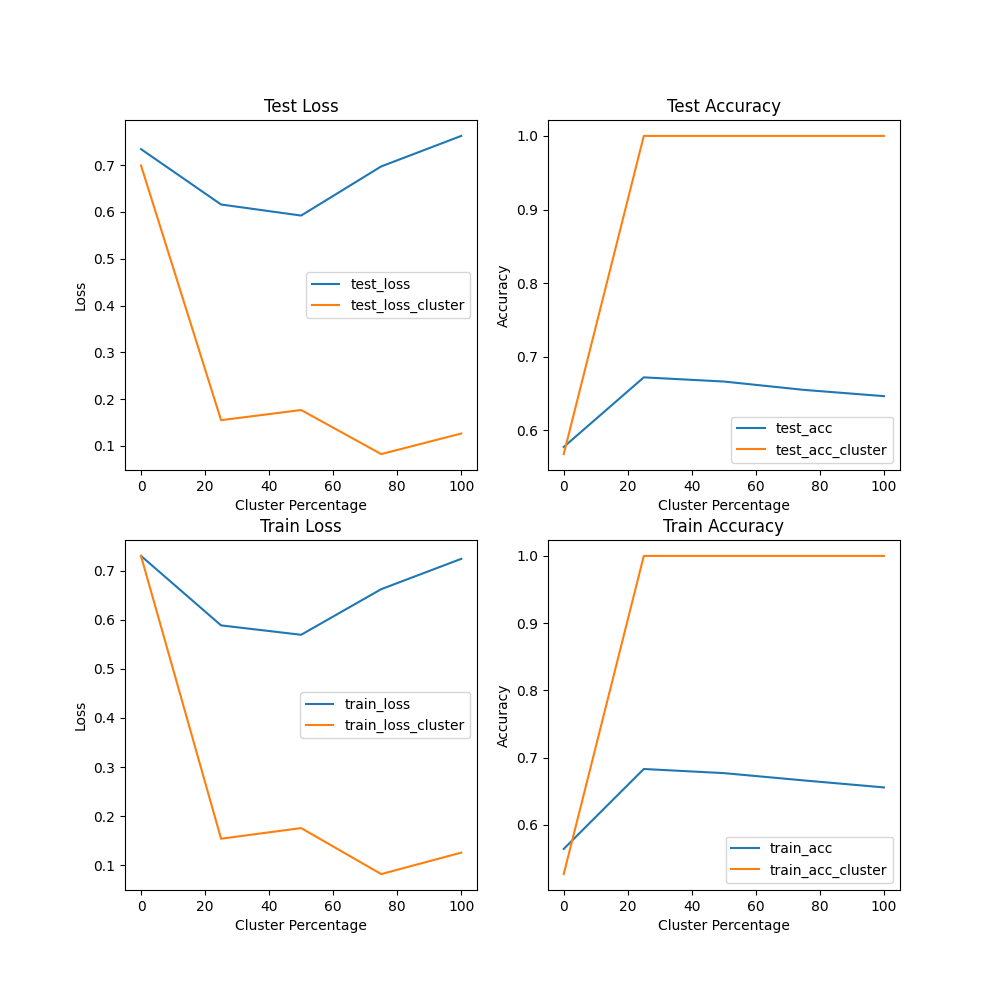 Test Loss
Loss
0.7
0.6
0.5
0.4
0.3
0.2
0.1
test_loss
test_loss_cluster
0 20 40 60 80 100
Cluster Percentage
Test Accuracy
Accuracy
1.0
0.9
0.8
0.7
0.6
test_acc
test_acc_cluster
0 20 40 60 80 100
Cluster Percentage
Train Loss
Loss
0.7
0.6
0.5
0.4
0.3
0.2
0.1
train_loss
train_loss_cluster
0 20 40 60 80 100
Cluster Percentage
Train Accuracy
Accuracy
1.0
0.9
0.8
0.7
0.6
train_acc
train_acc_cluster
0 20 40 60 80 100
Cluster Percentage